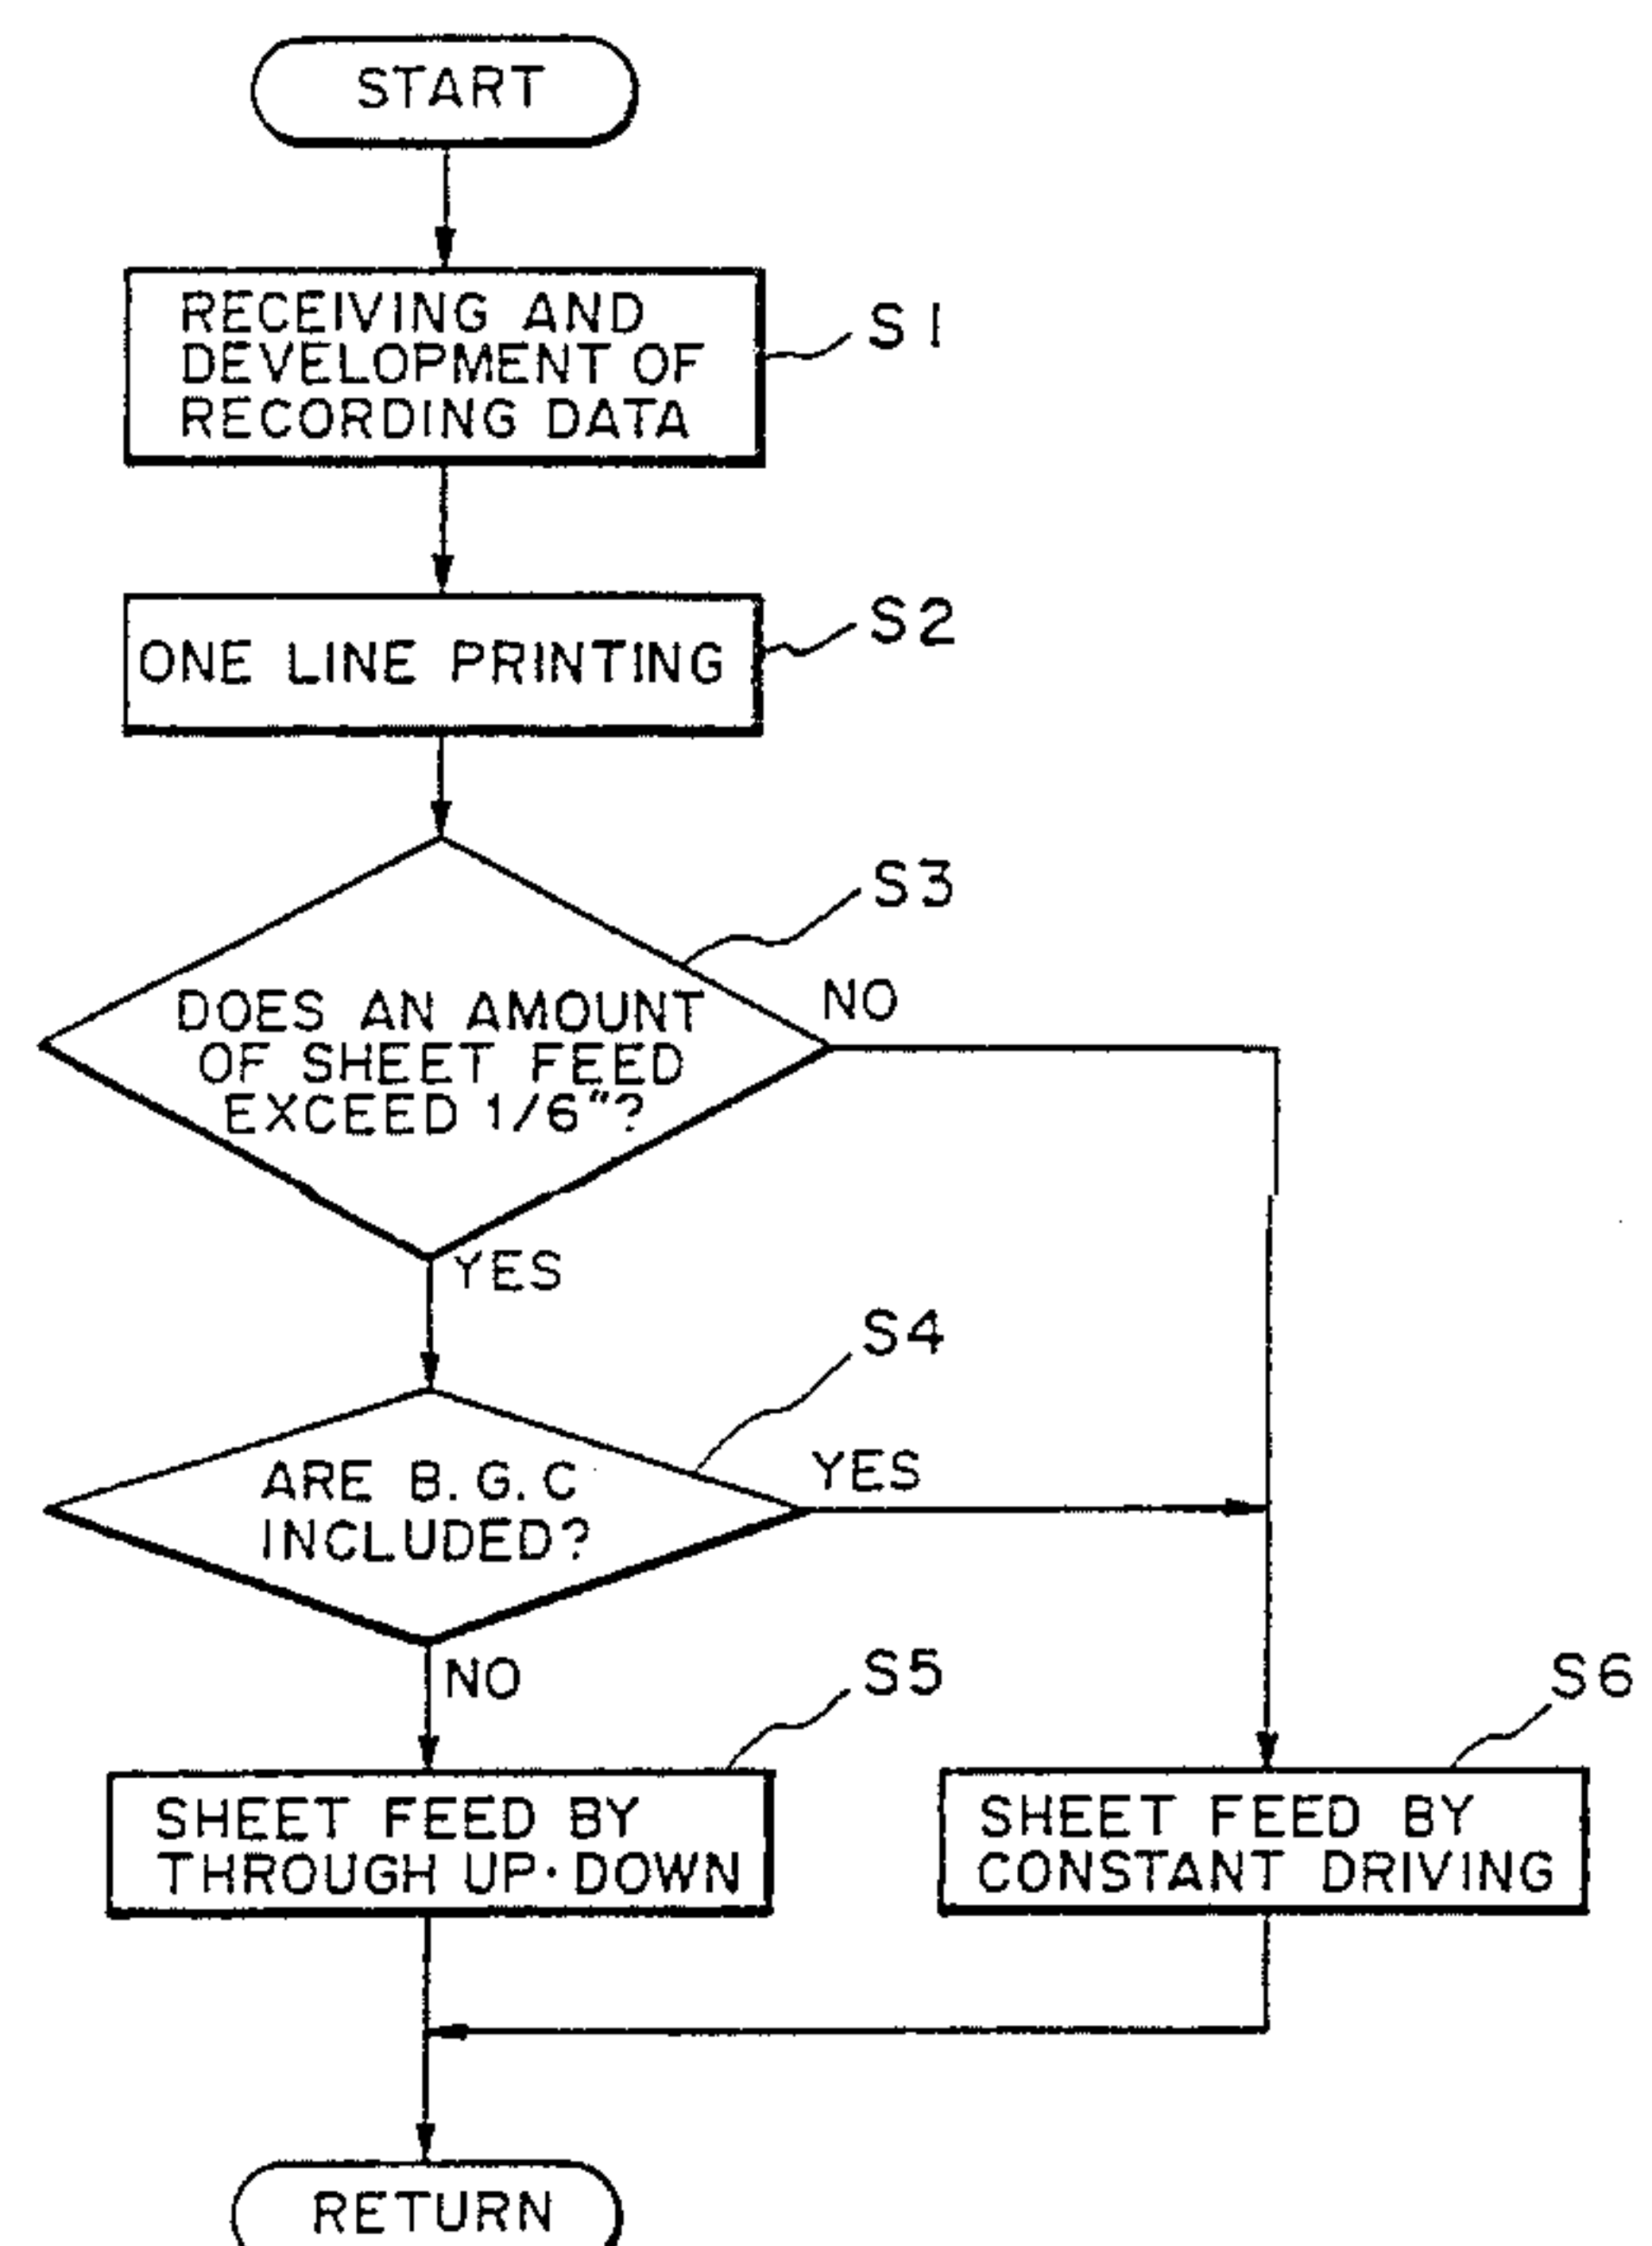 START
RECEIVING AND
DEVELOPMENT OF
RECORDING DATA
S1
ONE LINE PRINTING
S2
S3
DOES AN AMOUNT
OF SHEET FEED
EXCEED 1/6"?
NO
YES
S4
ARE B.G.C
INCLUDED?
YES
NO
S5
SHEET FEED BY
THROUGH UP·DOWN
S6
SHEET FEED BY
CONSTANT DRIVING
RETURN